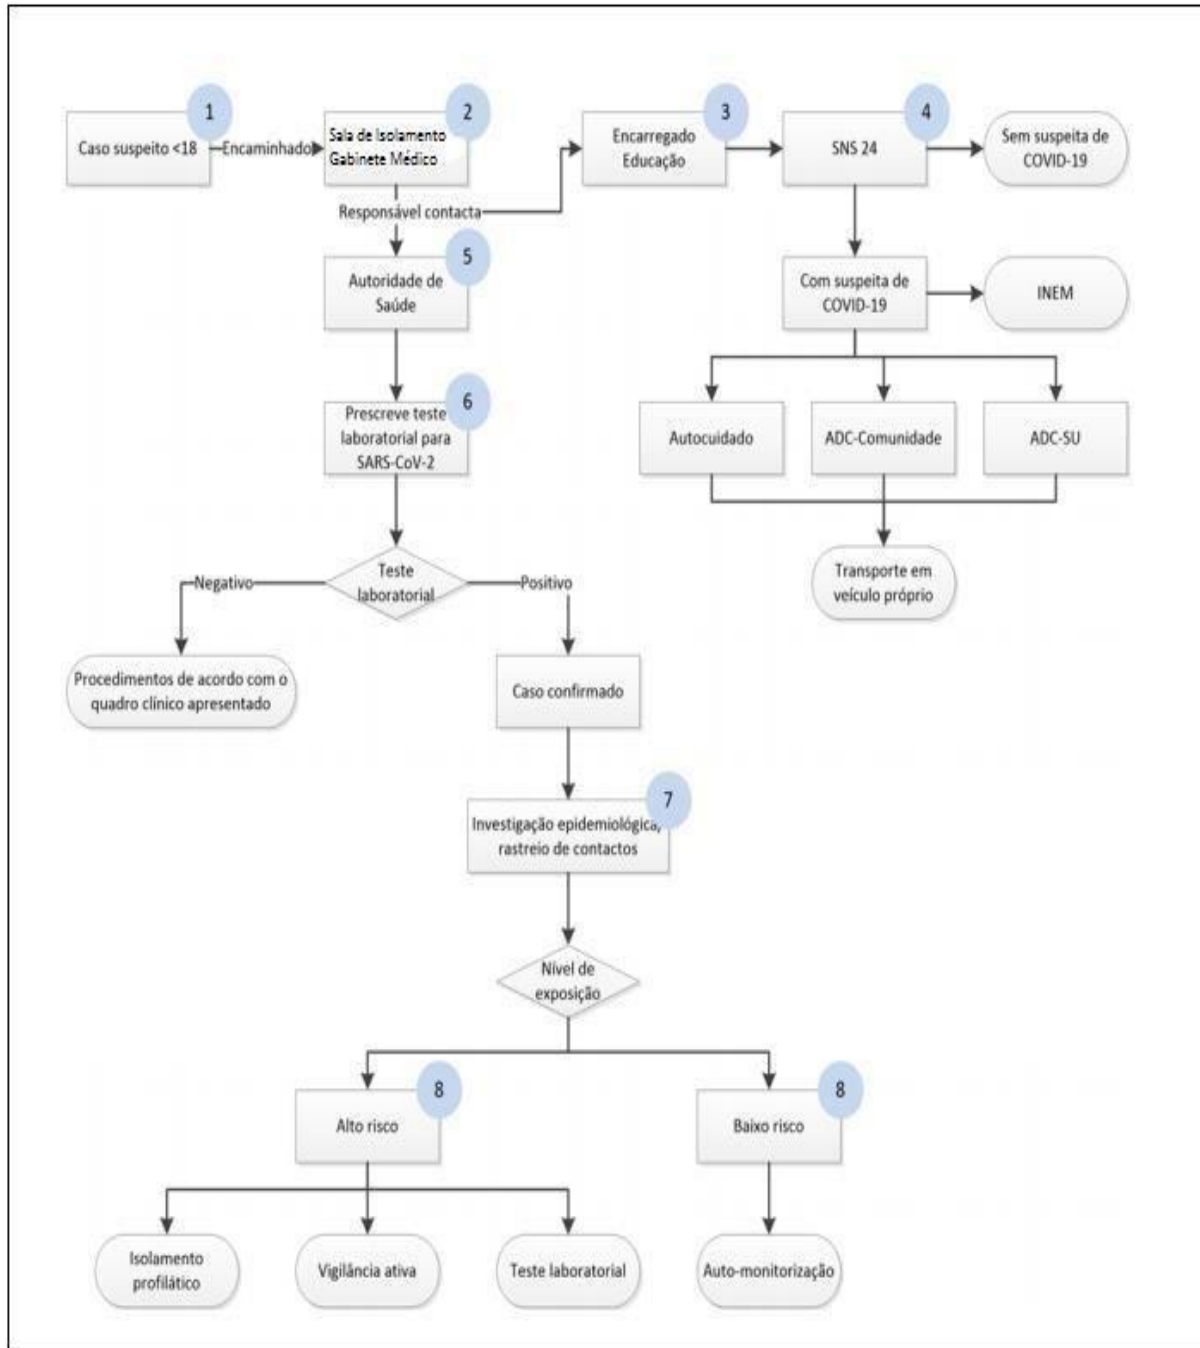 1
Caso suspeito <18
Encaminhado
2
Sala de Isolamento
Gabinete Médico
3
Encarregado
Educação
4
SNS 24
Sem suspeita de
COVID-19
Responsável contacta
5
Autoridade de
Saúde
Com suspeita de
COVID-19
INEM
6
Prescreve teste
laboratorial para
SARS-CoV-2
Autocuidado
ADC-Comunidade
ADC-SU
Teste
laboratorial
Negativo
Positivo
Transporte em
veículo próprio
Procedimentos de acordo com o
quadro clínico apresentado
Caso confirmado
7
Investigação epidemiológica,
rastreio de contactos
Nível de
exposição
8
Alto risco
8
Baixo risco
Isolamento
profilático
Vigilância ativa
Teste laboratorial
Auto-monitorização